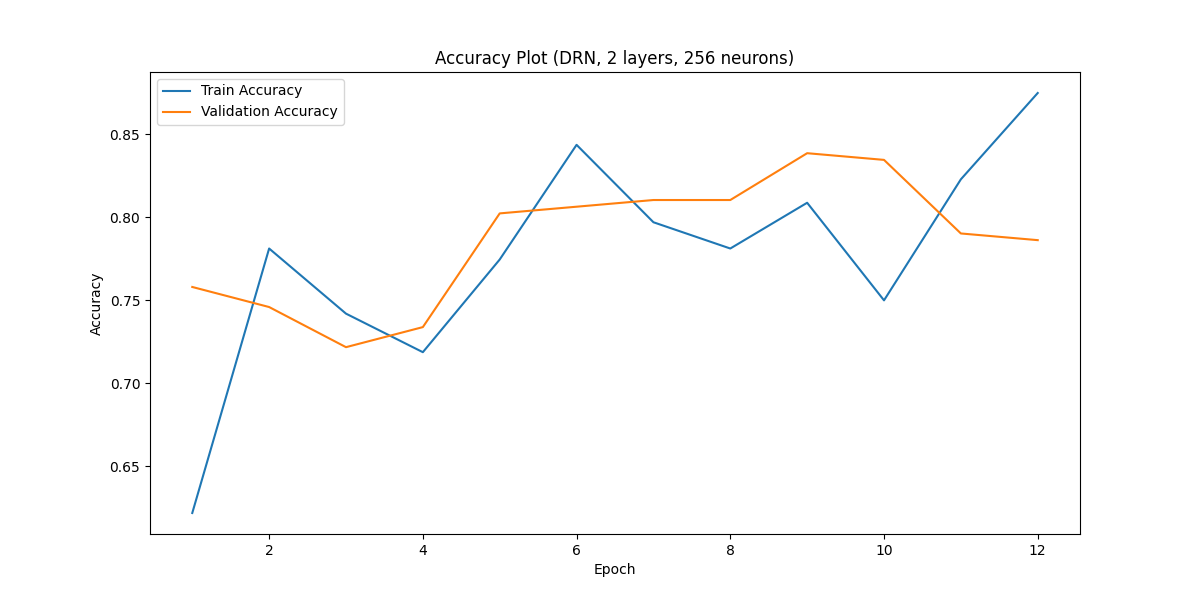 Accuracy Plot (DRN, 2 layers, 256 neurons)
Train Accuracy
Validation Accuracy
0.85
0.80
0.75
0.70
0.65
Accuracy
2 4 6 8 10 12
Epoch